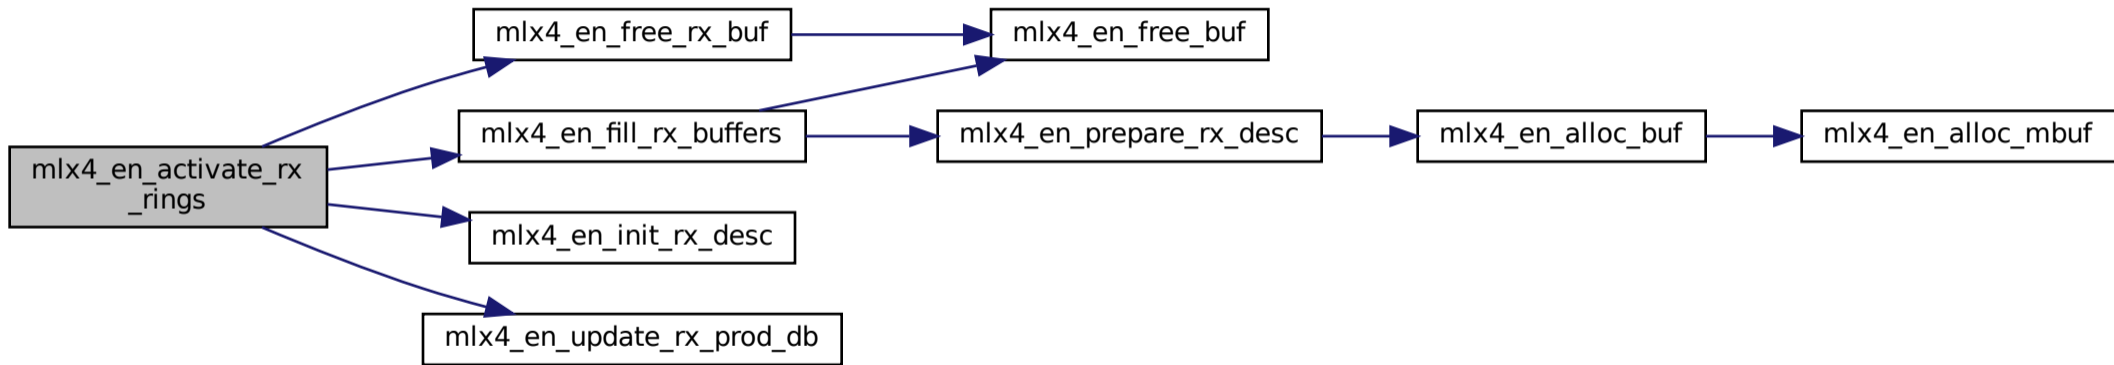 mlx4_en_free_rx_buf
mlx4_en_free_buf
mlx4_en_fill_rx_buffers
mlx4_en_prepare_rx_desc
mlx4_en_alloc_buf
mlx4_en_alloc_mbuf
mlx4_en_activate_rx
_rings
mlx4_en_init_rx_desc
mlx4_en_update_rx_prod_db